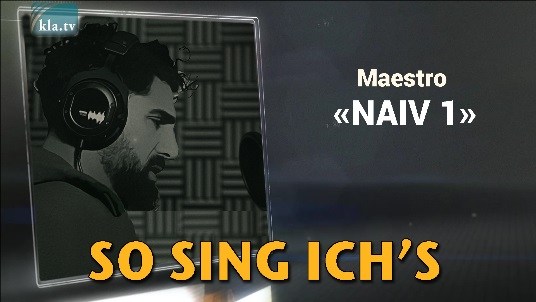 kla.tv
Maestro
«NAIV 1»
SO SING ICH'S